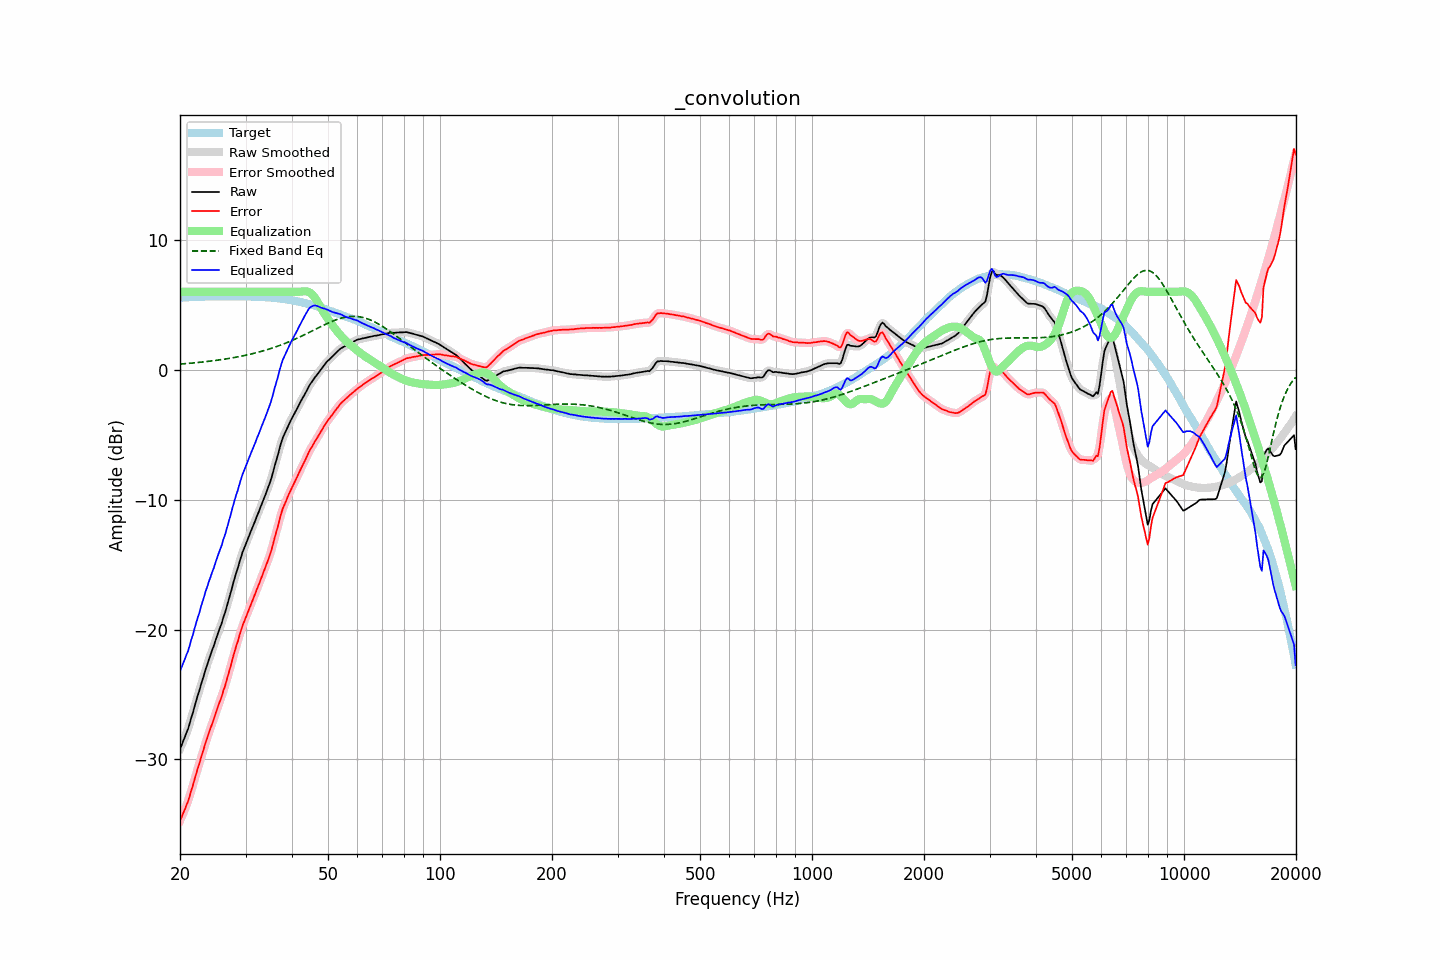 _convolution
Target
Raw Smoothed
Error Smoothed
Raw
Error
Equalization
Fixed Band Eq
Equalized
10
0
−10
−20
−30
Amplitude (dBr)
20
50
100
200
500
1000
2000
5000
10000
20000
Frequency (Hz)